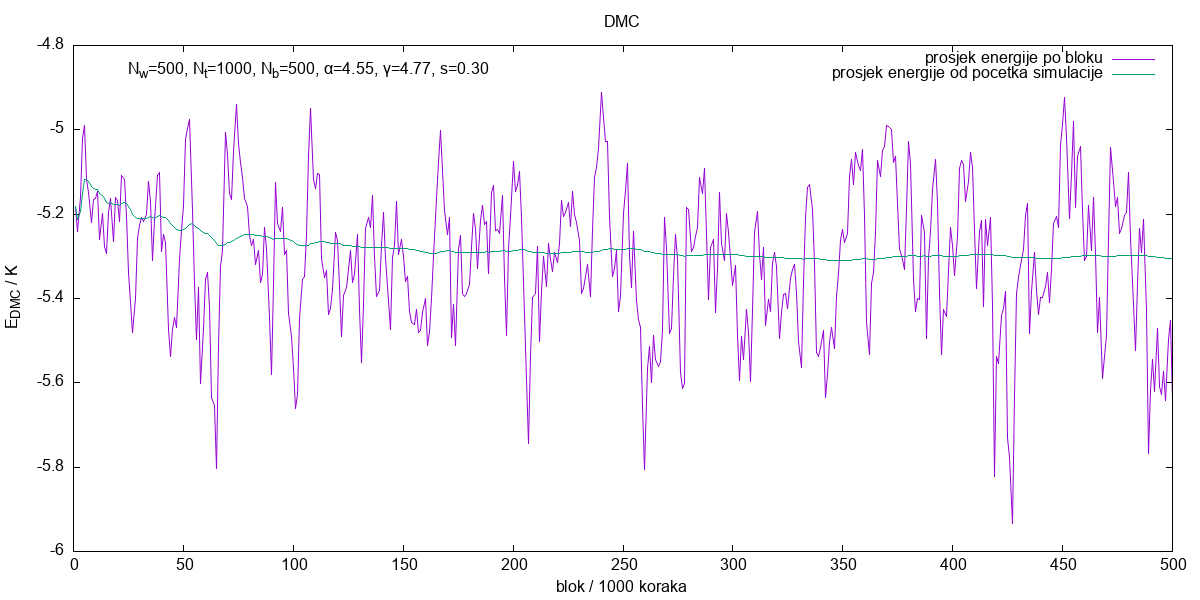 DMC
N_w=500, N_t=1000, N_b=500, α=4.55, γ=4.77, s=0.30
prosjek energije po bloku
prosjek energije od pocetka simulacije
E_DMC / K
-4.8
-5
-5.2
-5.4
-5.6
-5.8
-6
0 50 100 150 200 250 300 350 400 450 500
blok / 1000 koraka